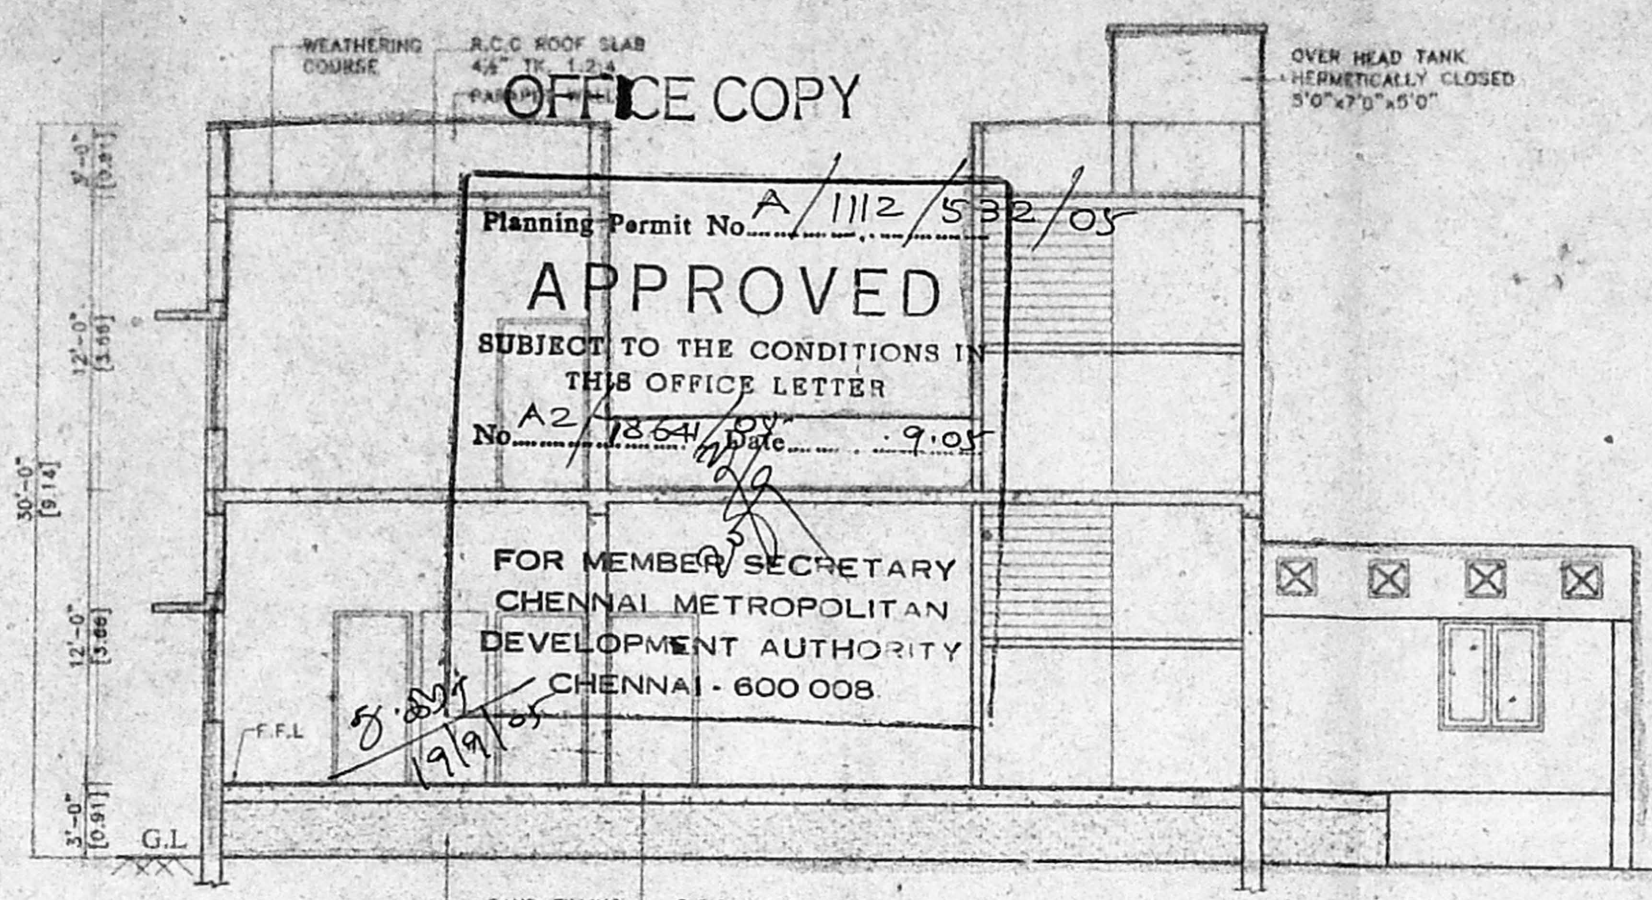 WEATHERING
COURSE
R.C.C ROOF SLAB
4½" TK. 1:2:4
PARAPET WALL
OVER HEAD TANK
HERMETICALLY CLOSED
5'0"x7'0"x5'0"
OFFICE COPY
Planning Permit No A/1112/532/05
APPROVED
SUBJECT TO THE CONDITIONS IN
THIS OFFICE LETTER
No A2/18641/05 Date .9.05
FOR MEMBER SECRETARY
CHENNAI METROPOLITAN
DEVELOPMENT AUTHORITY
CHENNAI - 600 008
19/9/05
3'-0"
[0.91]
12'-0"
[3.66]
30'-0"
[9.14]
12'-0"
[3.66]
3'-0"
[0.91]
F.F.L
G.L